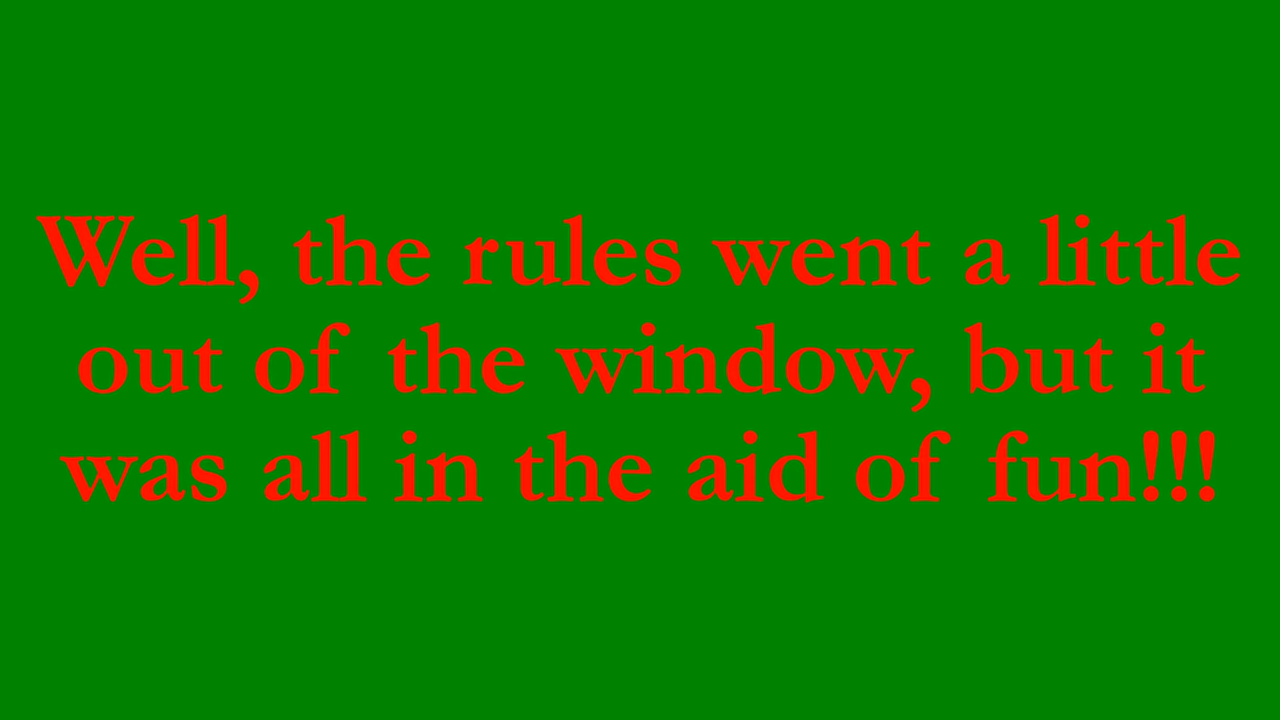 Well, the rules went a little
out of the window, but it
was all in the aid of fun!!!